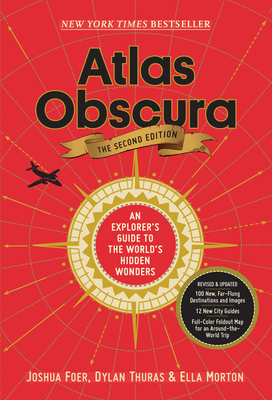 NEW YORK TIMES BESTSELLER
Atlas
Obscura
THE SECOND EDITION
AN
EXPLORER'S
GUIDE TO
THE WORLD'S
HIDDEN
WONDERS
REVISED & UPDATED
100 New, Far-Flung
Destinations and Images
12 New City Guides
Full-Color Foldout Map
for an Around-the-
World Trip
JOSHUA FOER, DYLAN THURAS & ELLA MORTON